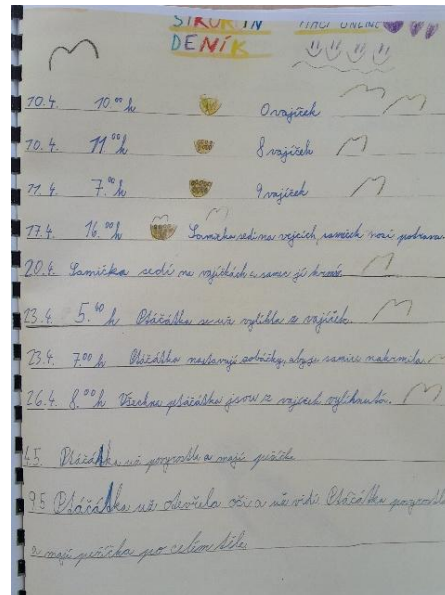 DENÍK
10.4. 10.⁰⁰ h 0 vajíček
10.4. 11.⁰⁰ h 8 vajíček
11.4. 7.⁰⁰ h 9 vajíček
17.4. 16.⁰⁰ h Samička sedí na vejcích, sameček nosí potravu.
20.4. Samička sedí na vajíčkách a samec jí krmí.
23.4. 5.⁴⁰ h Ptáčátka se už vylíhla z vajíček.
23.4. 7.⁰⁰ h Ptáčátka nastavují zobáčky, aby je samice nakrmila.
26.4. 8.⁰⁰ h Všechna ptáčátka jsou z vajíček vylíhnutá.
4.5. Ptáčátka už povyrostla a mají peříčka
9.5 Ptáčátka už otevřela oči a už vidí Ptáčátka povyrostla
a mají peříčka po celém těle.